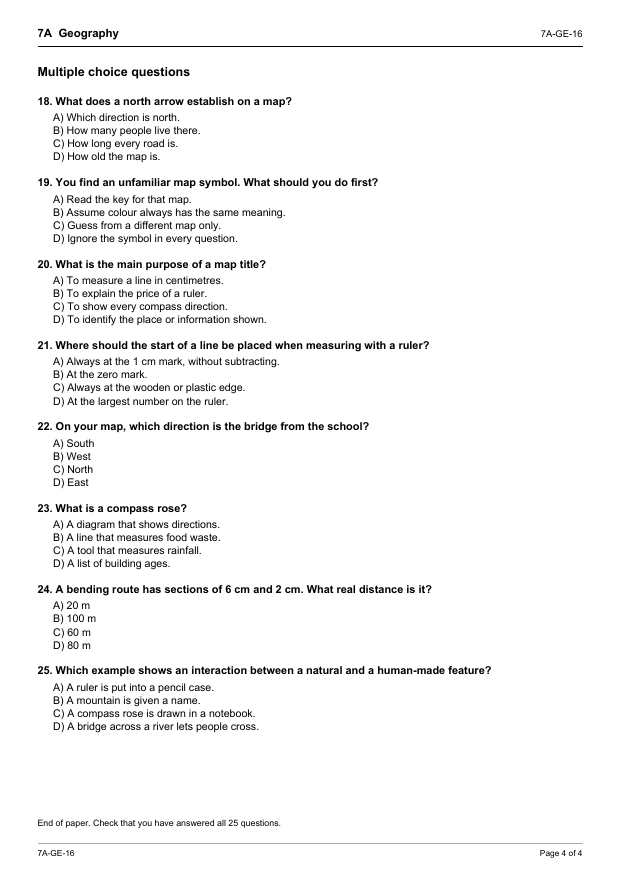 7A Geography
7A-GE-16
Multiple choice questions
18. What does a north arrow establish on a map?
A) Which direction is north.
B) How many people live there.
C) How long every road is.
D) How old the map is.
19. You find an unfamiliar map symbol. What should you do first?
A) Read the key for that map.
B) Assume colour always has the same meaning.
C) Guess from a different map only.
D) Ignore the symbol in every question.
20. What is the main purpose of a map title?
A) To measure a line in centimetres.
B) To explain the price of a ruler.
C) To show every compass direction.
D) To identify the place or information shown.
21. Where should the start of a line be placed when measuring with a ruler?
A) Always at the 1 cm mark, without subtracting.
B) At the zero mark.
C) Always at the wooden or plastic edge.
D) At the largest number on the ruler.
22. On your map, which direction is the bridge from the school?
A) South
B) West
C) North
D) East
23. What is a compass rose?
A) A diagram that shows directions.
B) A line that measures food waste.
C) A tool that measures rainfall.
D) A list of building ages.
24. A bending route has sections of 6 cm and 2 cm. What real distance is it?
A) 20 m
B) 100 m
C) 60 m
D) 80 m
25. Which example shows an interaction between a natural and a human-made feature?
A) A ruler is put into a pencil case.
B) A mountain is given a name.
C) A compass rose is drawn in a notebook.
D) A bridge across a river lets people cross.
End of paper. Check that you have answered all 25 questions.
7A-GE-16
Page 4 of 4